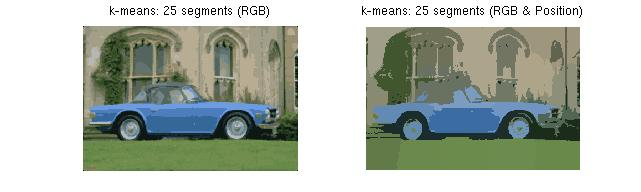 k-means: 25 segments (RGB)
k-means: 25 segments (RGB & Position)